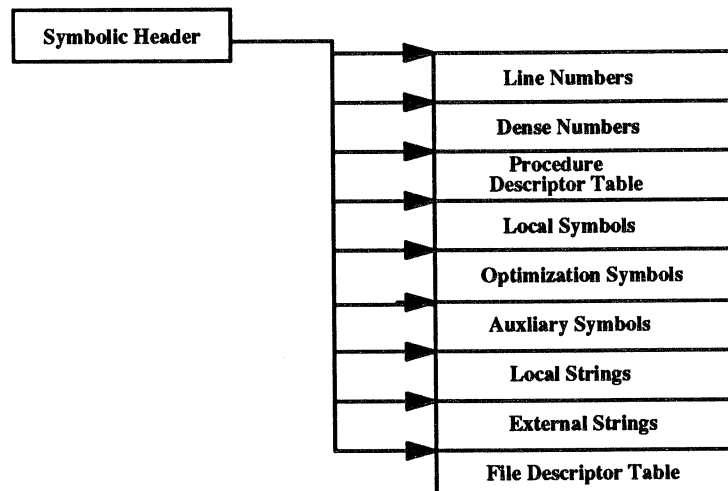 Symbolic Header
Line Numbers
Dense Numbers
Procedure
Descriptor Table
Local Symbols
Optimization Symbols
Auxliary Symbols
Local Strings
External Strings
File Descriptor Table